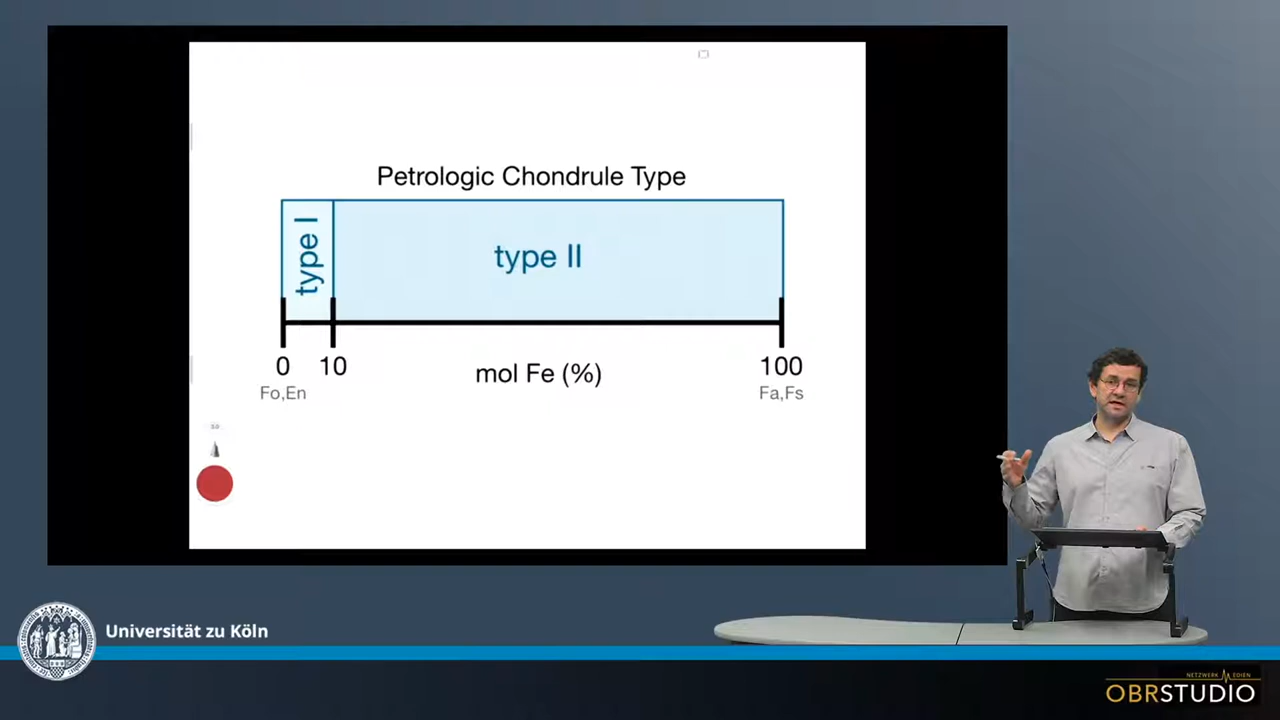 Petrologic Chondrule Type
type I
type II
0
10
mol Fe (%)
100
Fo,En
Fa,Fs
Universität zu Köln
NETZWERK MEDIEN
OBRSTUDIO